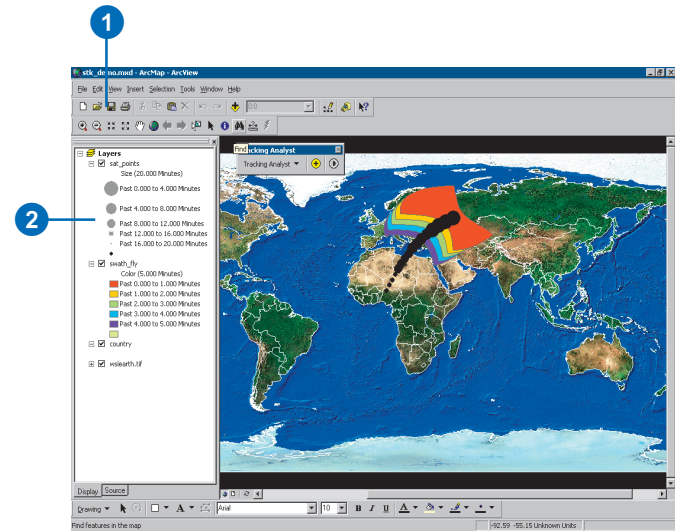 1
2
stk_demo.mxd - ArcMap - ArcView
File Edit View Insert Selection Tools Window Help
Find
cking Analyst
Tracking Analyst
Layers
sat_points
Size (20.000 Minutes)
Past 0.000 to 4.000 Minutes
Past 4.000 to 8.000 Minutes
Past 8.000 to 12.000 Minutes
Past 12.000 to 16.000 Minutes
Past 16.000 to 20.000 Minutes
swath_fly
Color (5.000 Minutes)
Past 0.000 to 1.000 Minutes
Past 1.000 to 2.000 Minutes
Past 2.000 to 3.000 Minutes
Past 3.000 to 4.000 Minutes
Past 4.000 to 5.000 Minutes
country
wsiearth.tif
Display Source
Drawing A Arial 10 B I U A
Find features in the map
-92.59 -55.15 Unknown Units